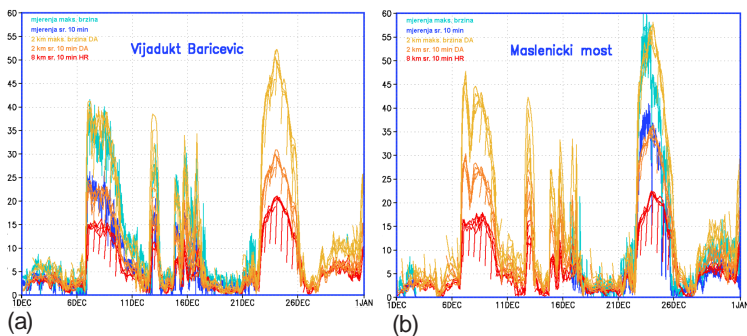 mjerenja maks. brzina
mjerenja sr. 10 min
2 km maks. brzina DA
2 km sr. 10 min DA
8 km sr. 10 min HR
Vijadukt Baricevic
60
55
50
45
40
35
30
25
20
15
10
5
0
1DEC 6DEC 11DEC 16DEC 21DEC 26DEC 1JAN
(a)
mjerenja maks. brzina
mjerenja sr. 10 min
2 km maks. brzina DA
2 km sr. 10 min DA
8 km sr. 10 min HR
Maslenicki most
60
55
50
45
40
35
30
25
20
15
10
5
0
1DEC 6DEC 11DEC 16DEC 21DEC 26DEC 1JAN
(b)